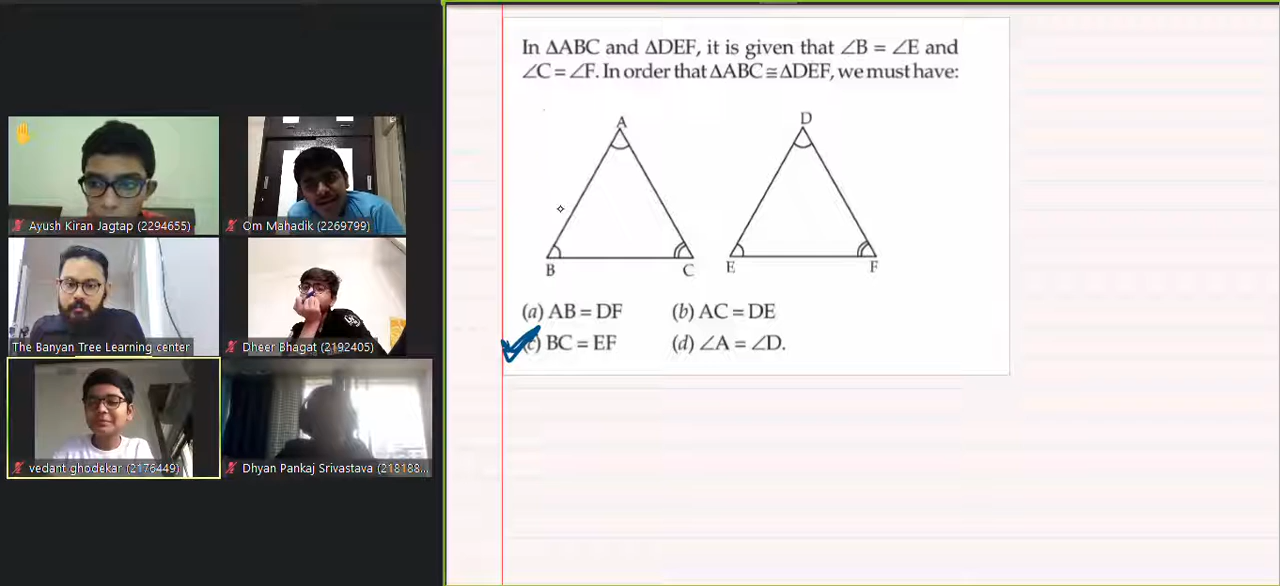 Ayush Kiran Jagtap (2294655)
Om Mahadik (2269799)
The Banyan Tree Learning center
Dheer Bhagat (2192405)
vedant ghodekar (2176449)
Dhyan Pankaj Srivastava (218188...
In ΔABC and ΔDEF, it is given that ∠B = ∠E and
∠C = ∠F. In order that ΔABC ≅ ΔDEF, we must have:
A
D
B
C
E
F
(a) AB = DF (b) AC = DE
(c) BC = EF (d) ∠A = ∠D.